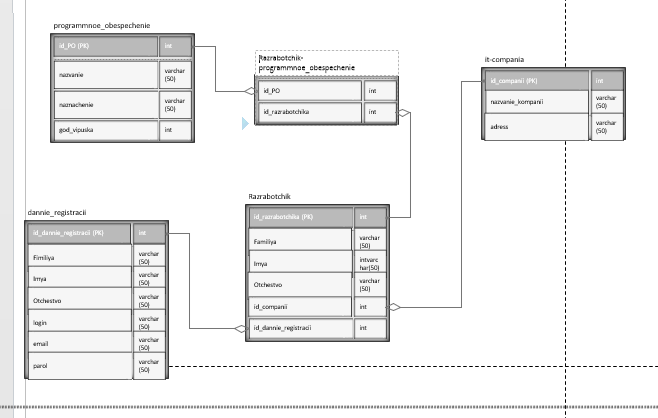 programmnoe_obespechenie
id_PO (PK) int
nazvanie varchar (50)
naznachenie varchar (50)
god_vipuska int
Razrabotchik-
programmnoe_obespechenie
id_PO int
id_razrabotchika int
it-compania
id_companii (PK) int
nazvanie_kompanii varchar (50)
adress varchar (50)
dannie_registracii
id_dannie_registracii (PK) int
Fimiliya varchar (50)
Imya varchar (50)
Otchestvo varchar (50)
login varchar (50)
email varchar (50)
parol varchar (50)
Razrabotchik
id_razrabotchika (PK) int
Familiya varchar (50)
Imya intvarc har(50)
Otchestvo varchar (50)
id_companii int
id_dannie_registracii int